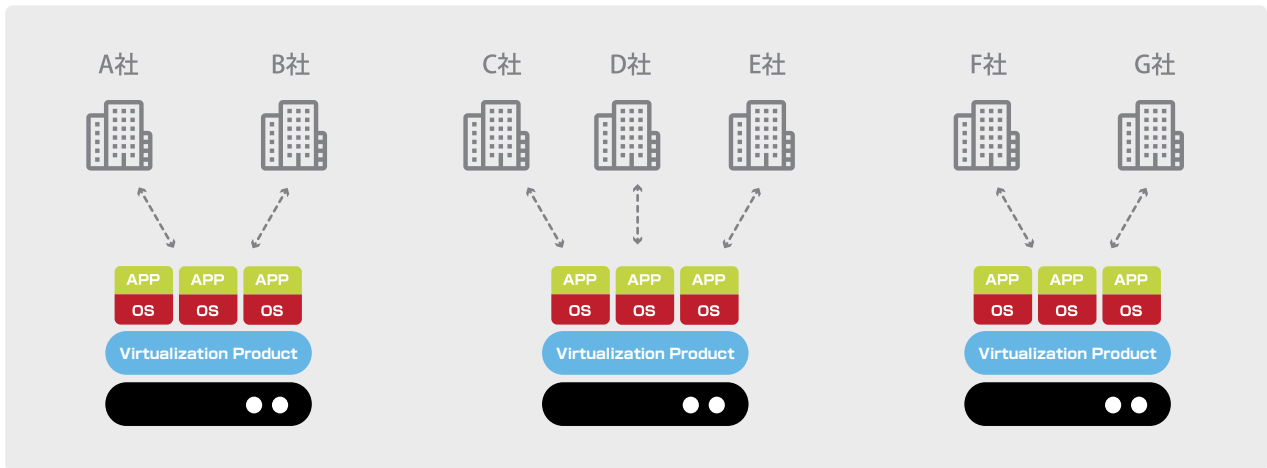 A社
B社
C社
D社
E社
F社
G社
APP APP APP
OS OS OS
Virtualization Product
APP APP APP
OS OS OS
Virtualization Product
APP APP APP
OS OS OS
Virtualization Product